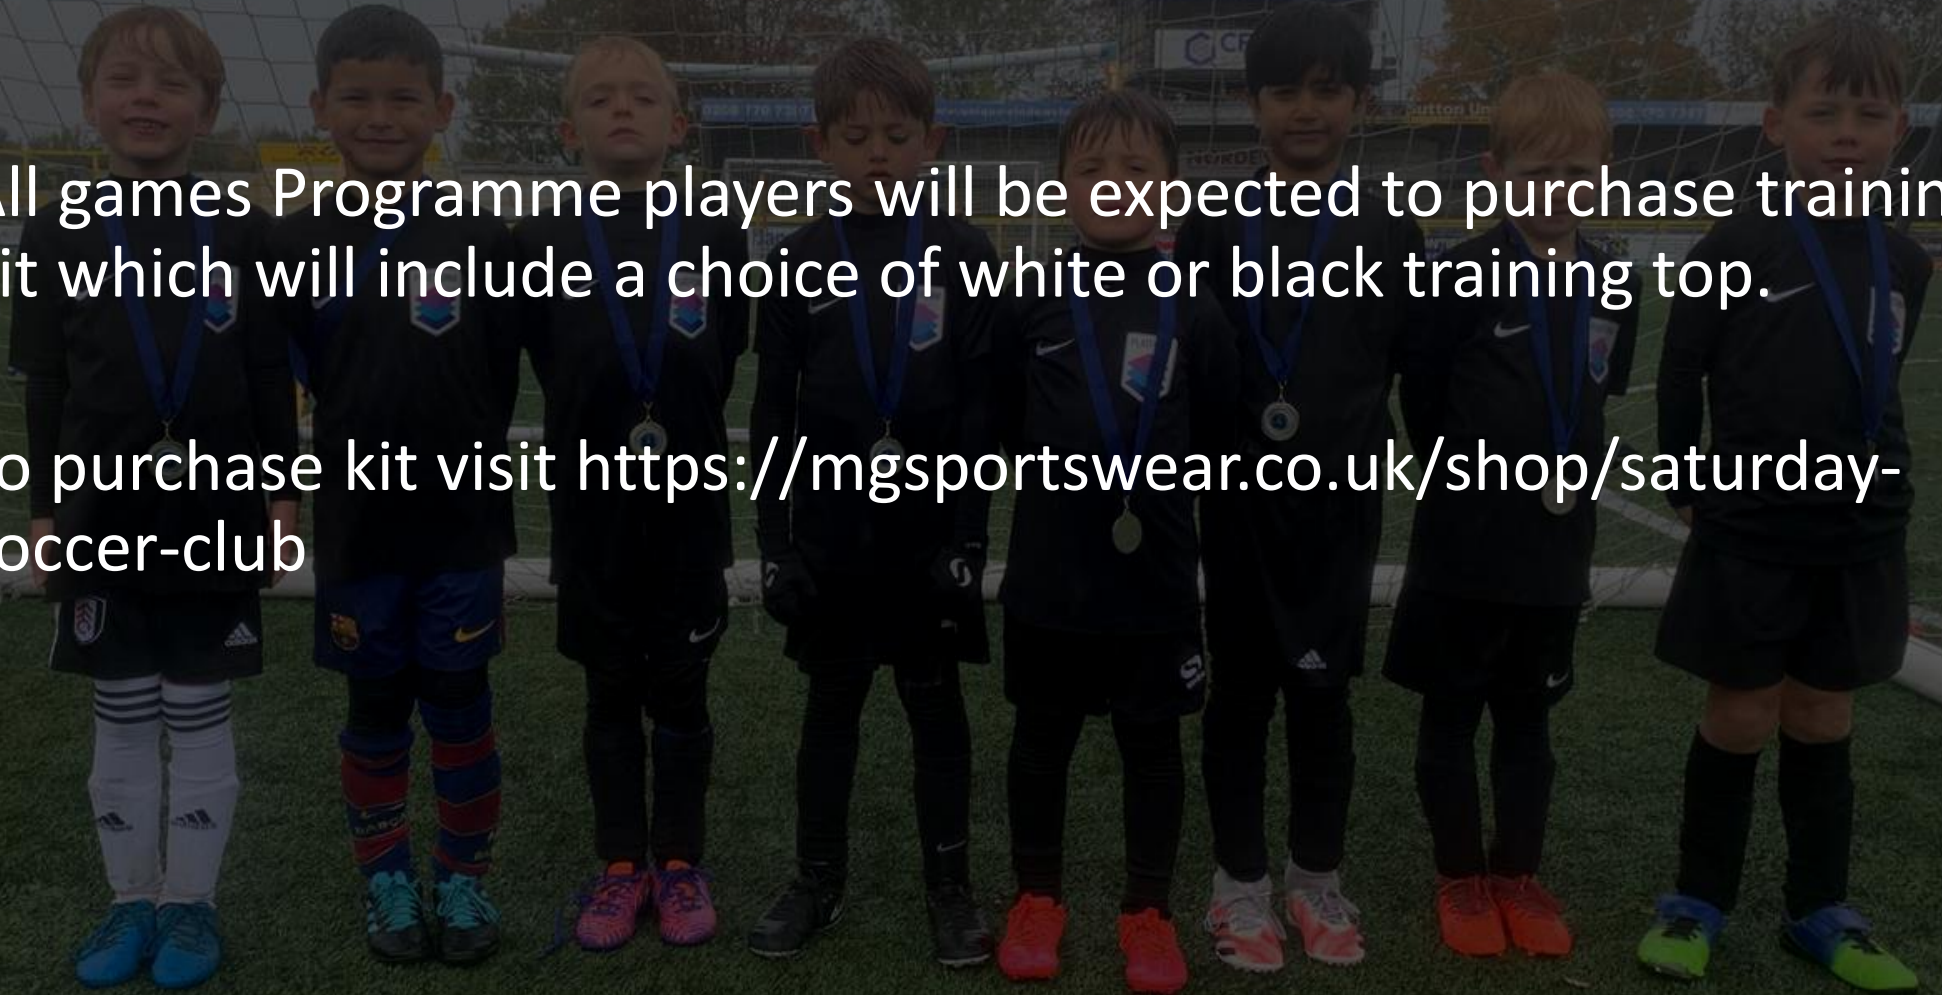 ll games Programme players will be expected to purchase trainin
it which will include a choice of white or black training top.
o purchase kit visit https://mgsportswear.co.uk/shop/saturday-
occer-club